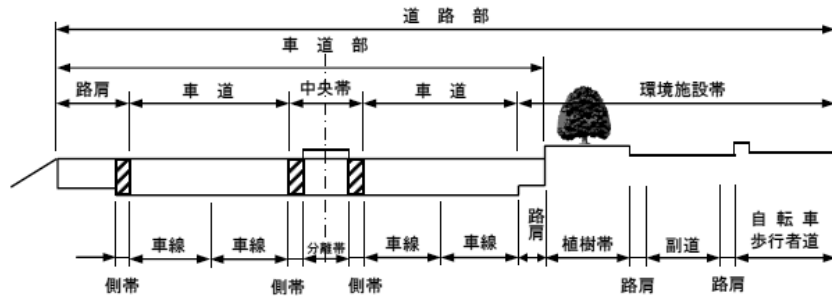 道 路 部
車 道 部
路肩
車 道
中央帯
車 道
環境施設帯
車線
車線
分離帯
車線
車線
路肩
植樹帯
副道
自 転 車
歩行者道
側帯
側帯
側帯
路肩
路肩